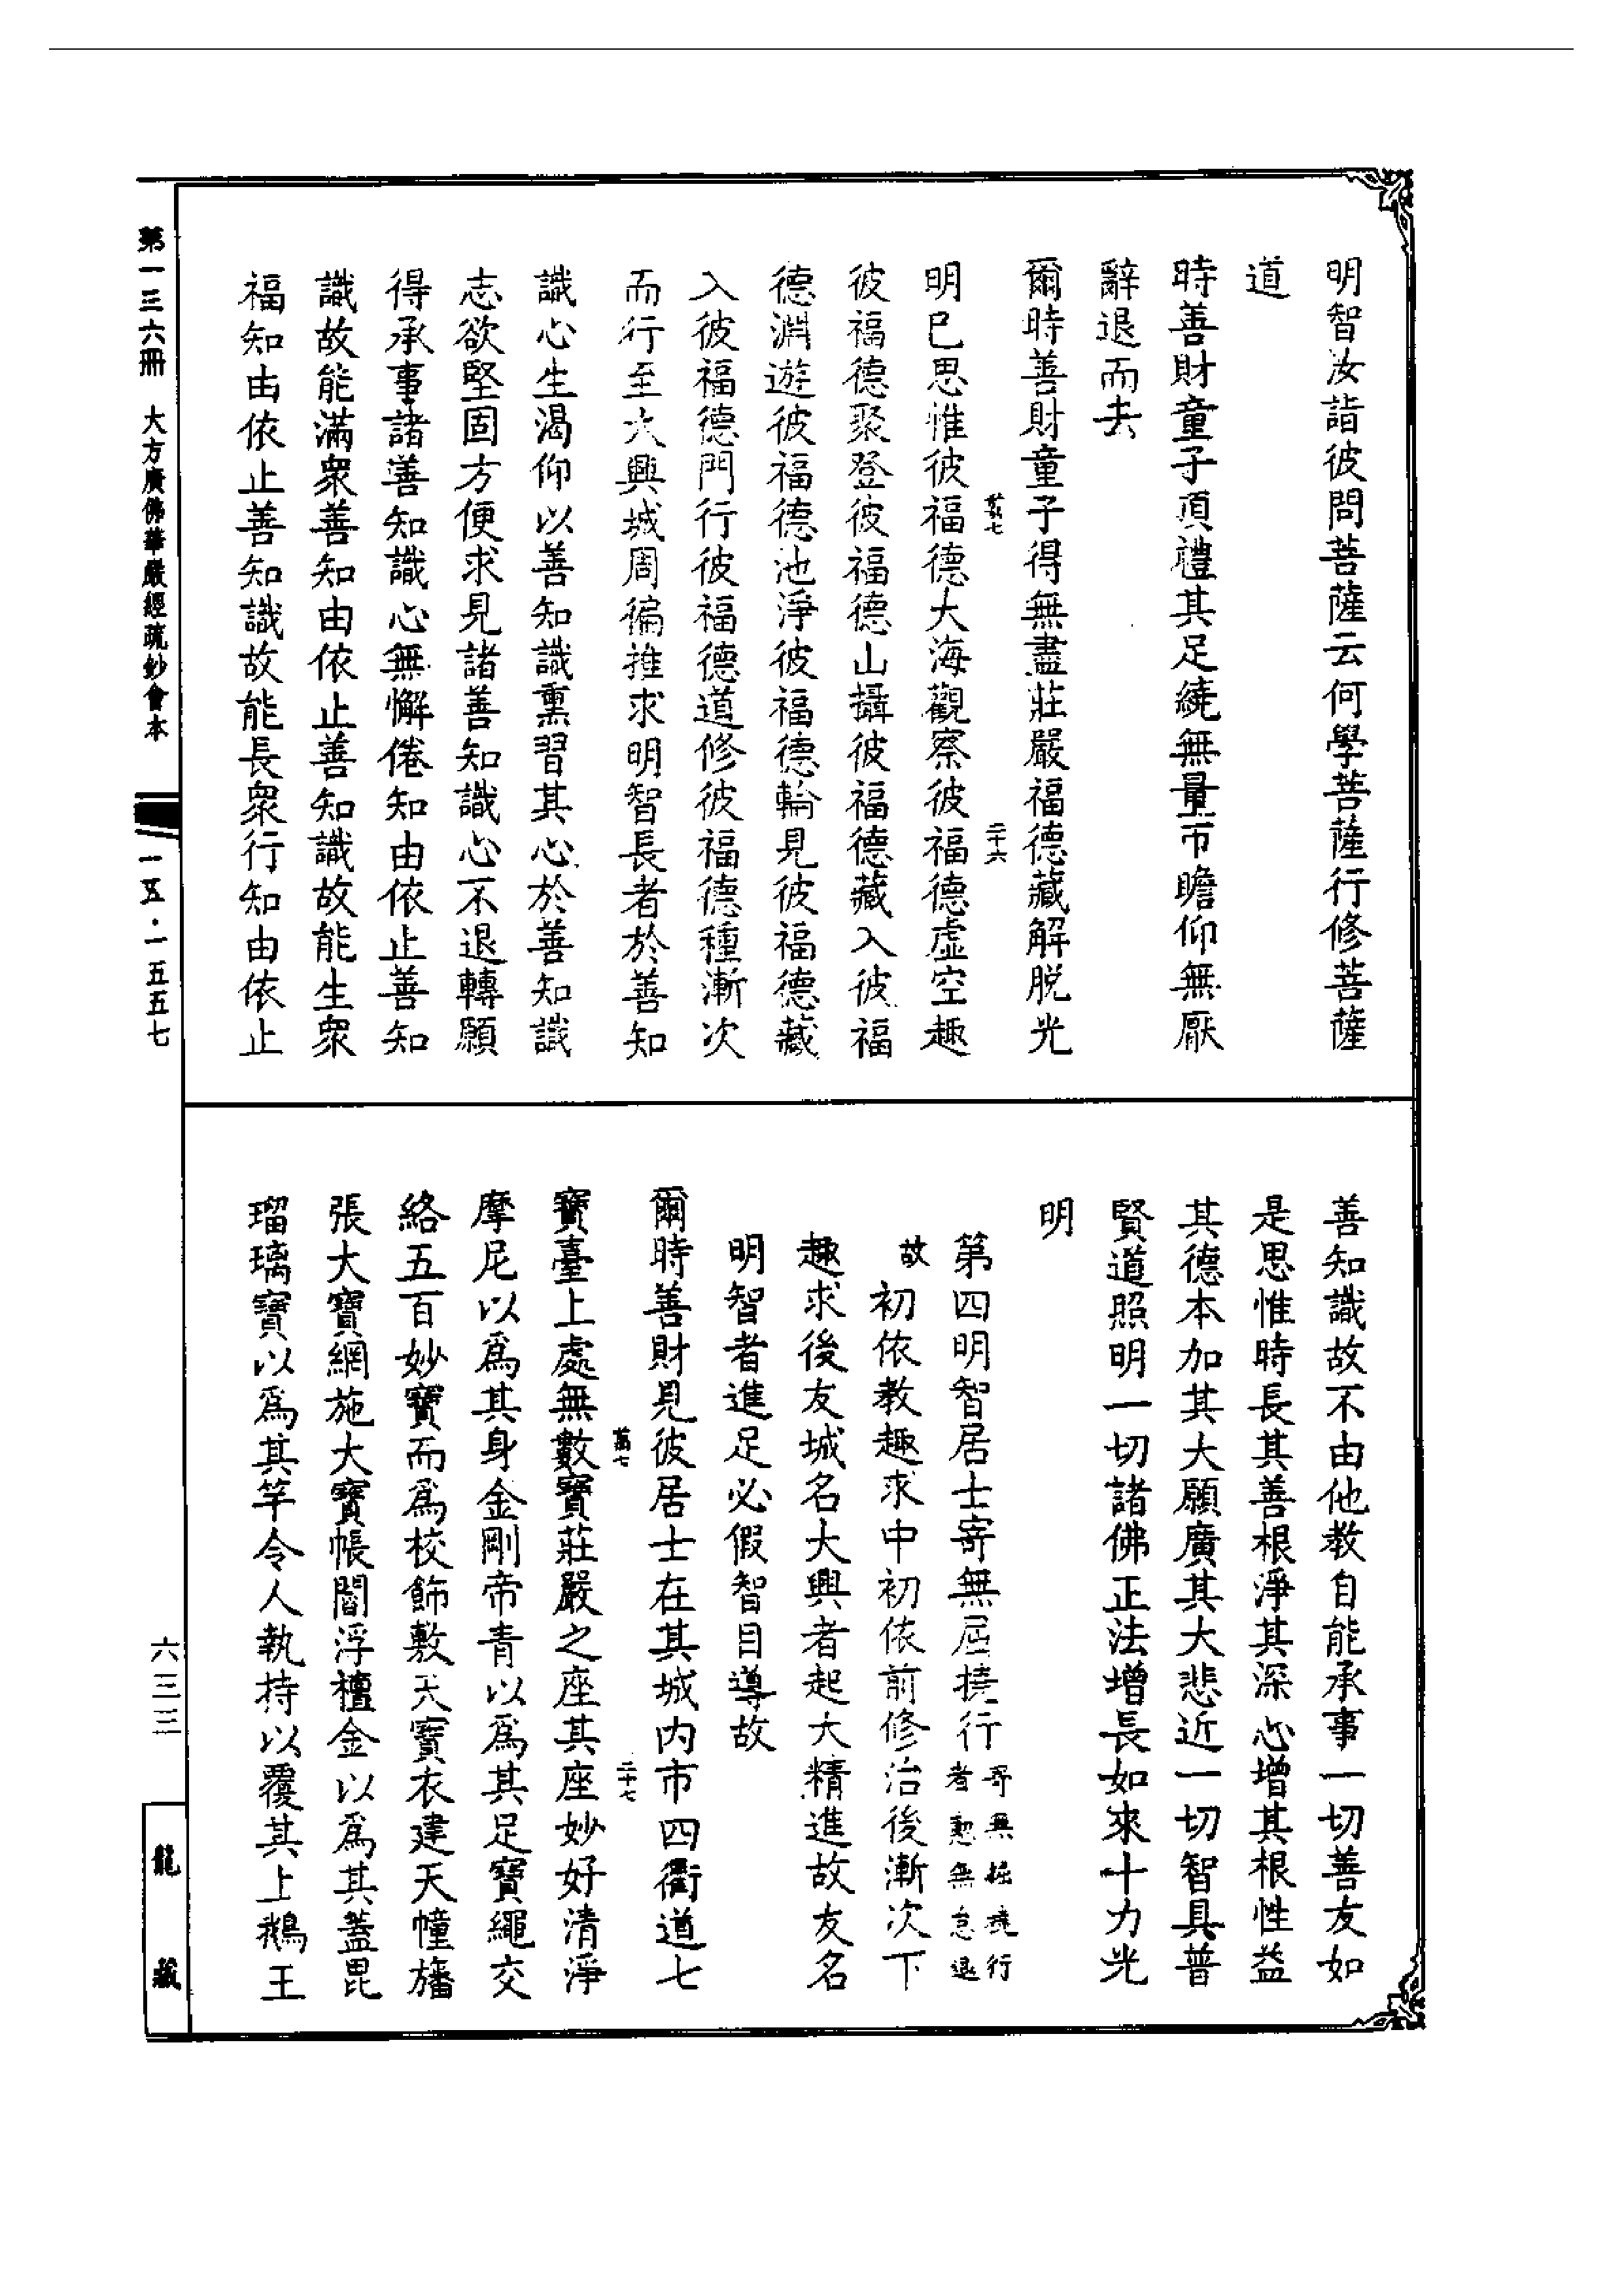 明智汝詣彼問菩薩云何學菩薩行修菩薩
道
時善財童子頂禮其足繞無量帀瞻仰無厭
辭退而去
爾時善財童子得無盡莊嚴福德藏解脫光
二十六
明已思惟彼福德大海觀察彼福德虛空趣
彼福德聚登彼福德山攝彼福德藏入彼福
德淵遊彼福德池淨彼福德輪見彼福德藏
入彼福德門行彼福德道修彼福德種漸次
而行至大興城周徧推求明智長者於善知
識心生渴仰以善知識熏習其心於善知識
志欲堅固方便求見諸善知識心不退轉願
得承事諸善知識心無懈倦知由依止善知
識故能滿衆善知由依止善知識故能生衆
福知由依止善知識故能長衆行知由依止
善知識故不由他教自能承事一切善友如
是思惟時長其善根淨其深心增其根性益
其德本加其大願廣其大悲近一切智具普
賢道照明一切諸佛正法增長如來十力光
明
第四明智居士寄無屈撓行
寄無屈撓行
者懃無怠退
故初依教趣求中初依前修治後漸次下
趣求後友城名大興者起大精進故友名
明智者進足必假智目導故
爾時善財見彼居士在其城内市四衢道七
萬七
二十七
寶臺上處無數寶莊嚴之座其座妙好清淨
摩尼以爲其身金剛帝青以爲其足寶繩交
絡五百妙寶而爲校飾敷天寶衣建天幢旛
張大寶網施大寶帳閻浮檀金以爲其蓋毘
瑠璃寶以爲其竿令人執持以覆其上鵝王
第一三六冊 大方廣佛華嚴經疏鈔會本
一五·一五五七
六三三
龍藏